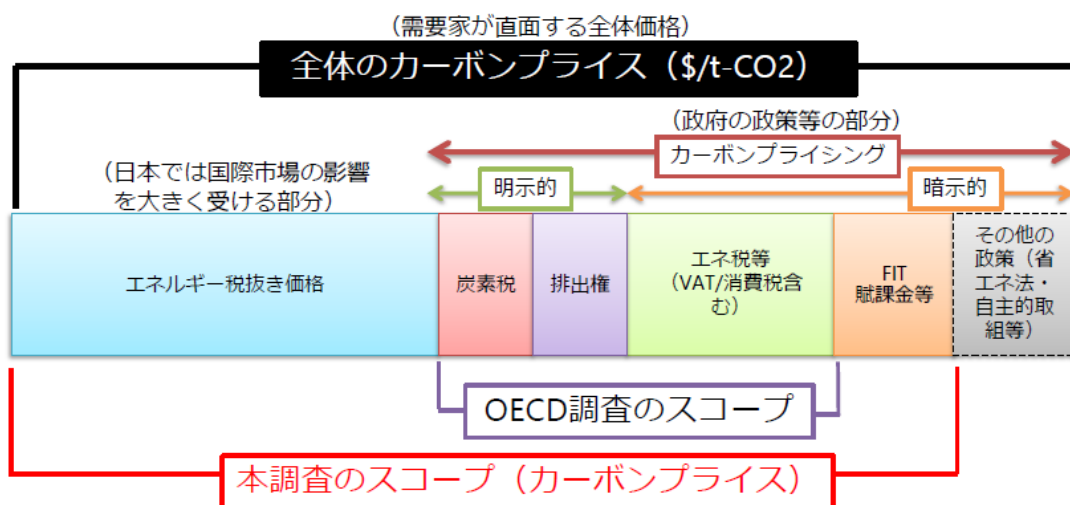 （需要家が直面する全体価格）
全体のカーボンプライス（$/t-CO2）
（政府の政策等の部分）
カーボンプライシング
（日本では国際市場の影響
を大きく受ける部分）
明示的
暗示的
エネルギー税抜き価格
炭素税
排出権
エネ税等
（VAT/消費税含
む）
FIT
賦課金等
その他の
政策（省
エネ法・
自主的取
組等）
OECD調査のスコープ
本調査のスコープ（カーボンプライス）